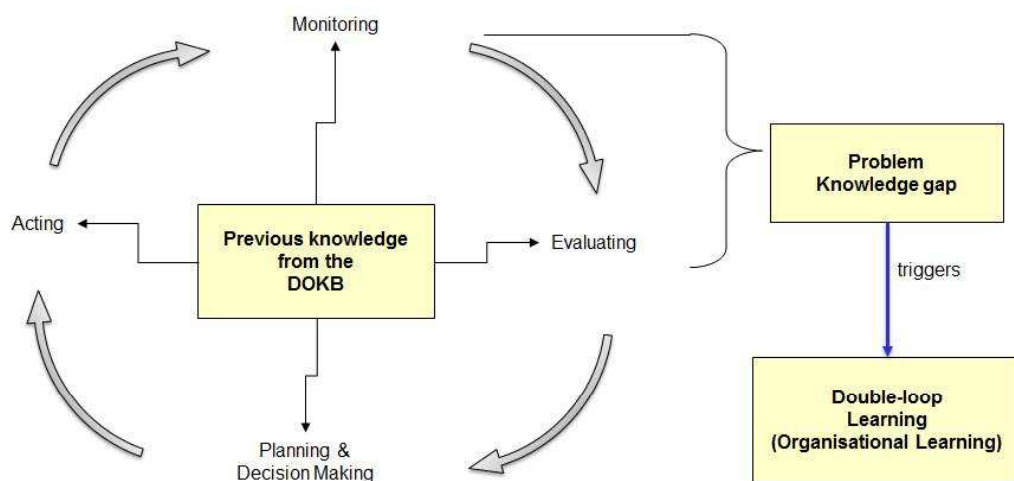 Monitoring
Acting
Previous knowledge
from the
DOKB
Evaluating
Planning &
Decision Making
Problem
Knowledge gap
triggers
Double-loop
Learning
(Organisational Learning)